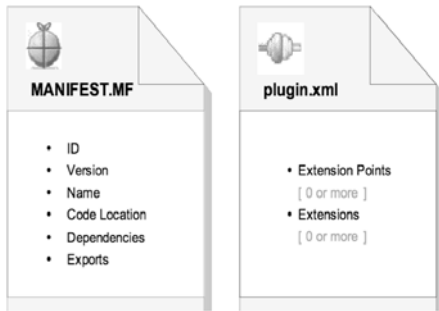 MANIFEST.MF
• ID
• Version
• Name
• Code Location
• Dependencies
• Exports
plugin.xml
• Extension Points
[ 0 or more ]
• Extensions
[ 0 or more ]